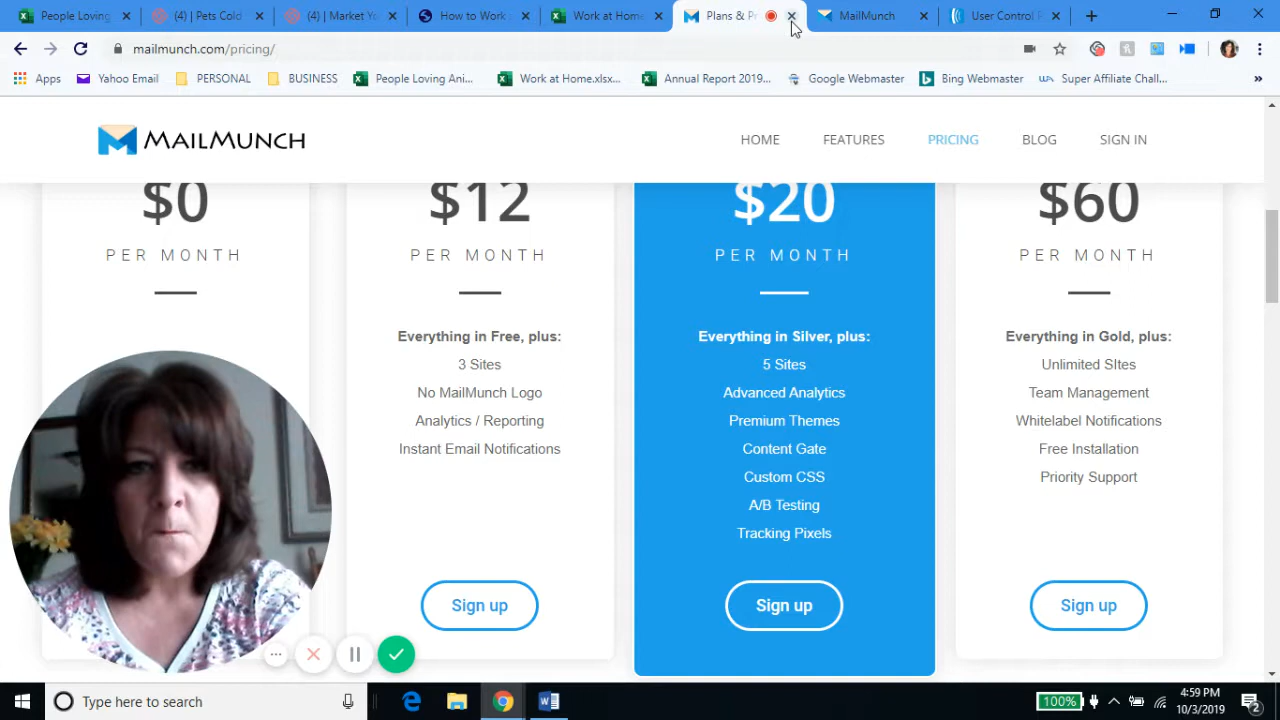 People Living
(4) | Pets Cold
(4) | Market Yo
How to Work
Work at Home
Plans & Pr
MailMunch
User Control P
mailmunch.com/pricing/
Apps
Yahoo Email
PERSONAL
BUSINESS
People Loving Ani...
Work at Home.xlsx...
Annual Report 2019...
Google Webmaster
Bing Webmaster
Super Affiliate Chall...
»
MAILMUNCH
HOME
FEATURES
PRICING
BLOG
SIGN IN
$0
PER MONTH
$12
PER MONTH
Everything in Free, plus:
3 Sites
No MailMunch Logo
Analytics / Reporting
Instant Email Notifications
Sign up
$20
PER MONTH
Everything in Silver, plus:
5 Sites
Advanced Analytics
Premium Themes
Content Gate
Custom CSS
A/B Testing
Tracking Pixels
Sign up
$60
PER MONTH
Everything in Gold, plus:
Unlimited SItes
Team Management
Whitelabel Notifications
Free Installation
Priority Support
Sign up
Type here to search
100%
4:59 PM
10/3/2019
2